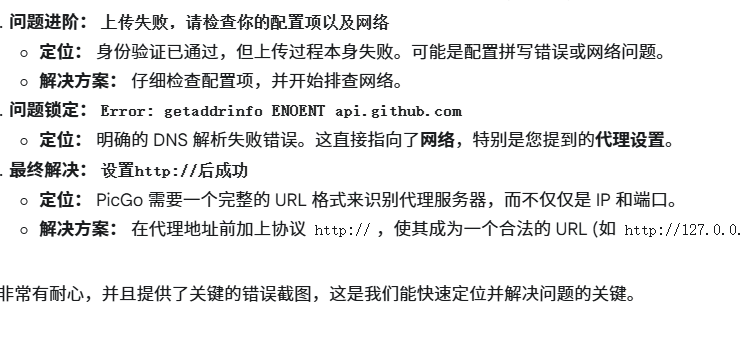 . 问题进阶： 上传失败，请检查你的配置项以及网络
○ 定位： 身份验证已通过，但上传过程本身失败。可能是配置拼写错误或网络问题。
○ 解决方案： 仔细检查配置项，并开始排查网络。
. 问题锁定： Error: getaddrinfo ENOENT api.github.com
○ 定位： 明确的 DNS 解析失败错误。这直接指向了网络，特别是您提到的代理设置。
. 最终解决： 设置http://后成功
○ 定位： PicGo 需要一个完整的 URL 格式来识别代理服务器，而不仅仅是 IP 和端口。
○ 解决方案： 在代理地址前加上协议 http:// ，使其成为一个合法的 URL (如 http://127.0.0.
非常有耐心，并且提供了关键的错误截图，这是我们能快速定位并解决问题的关键。